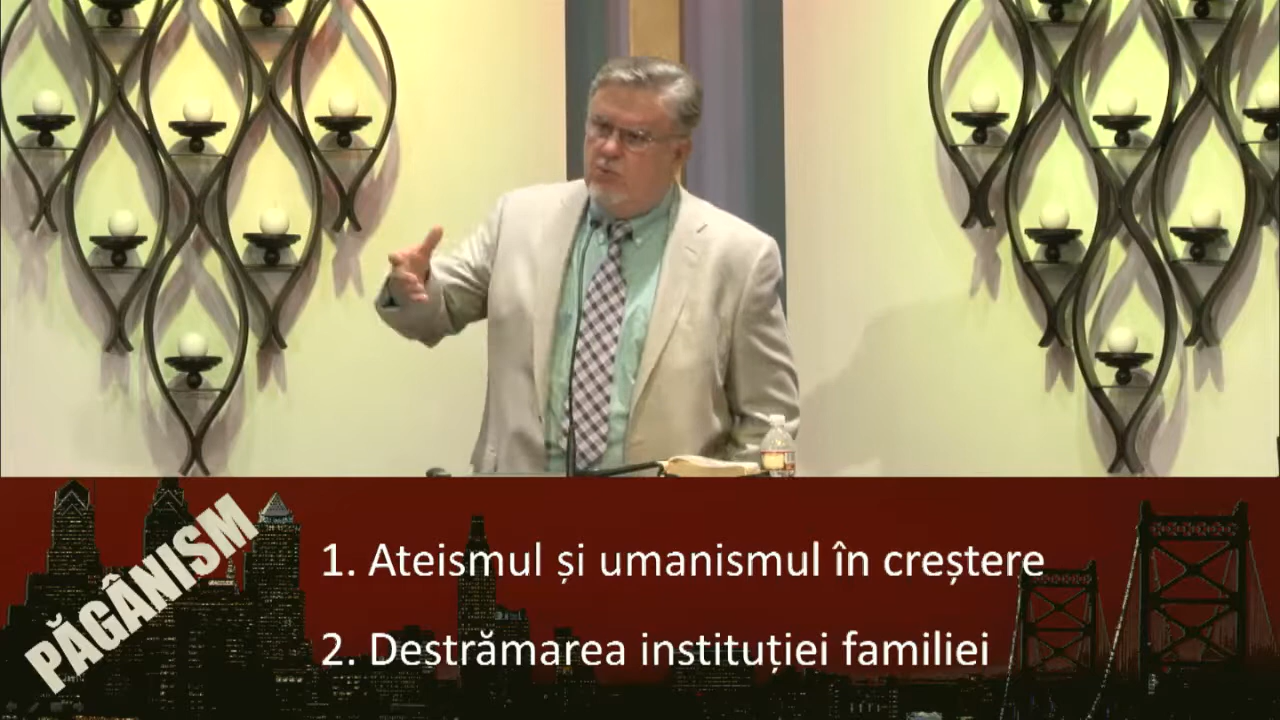 PĂGÂNISM
1. Ateismul și umanismul în creștere
2. Destrămarea instituției familiei